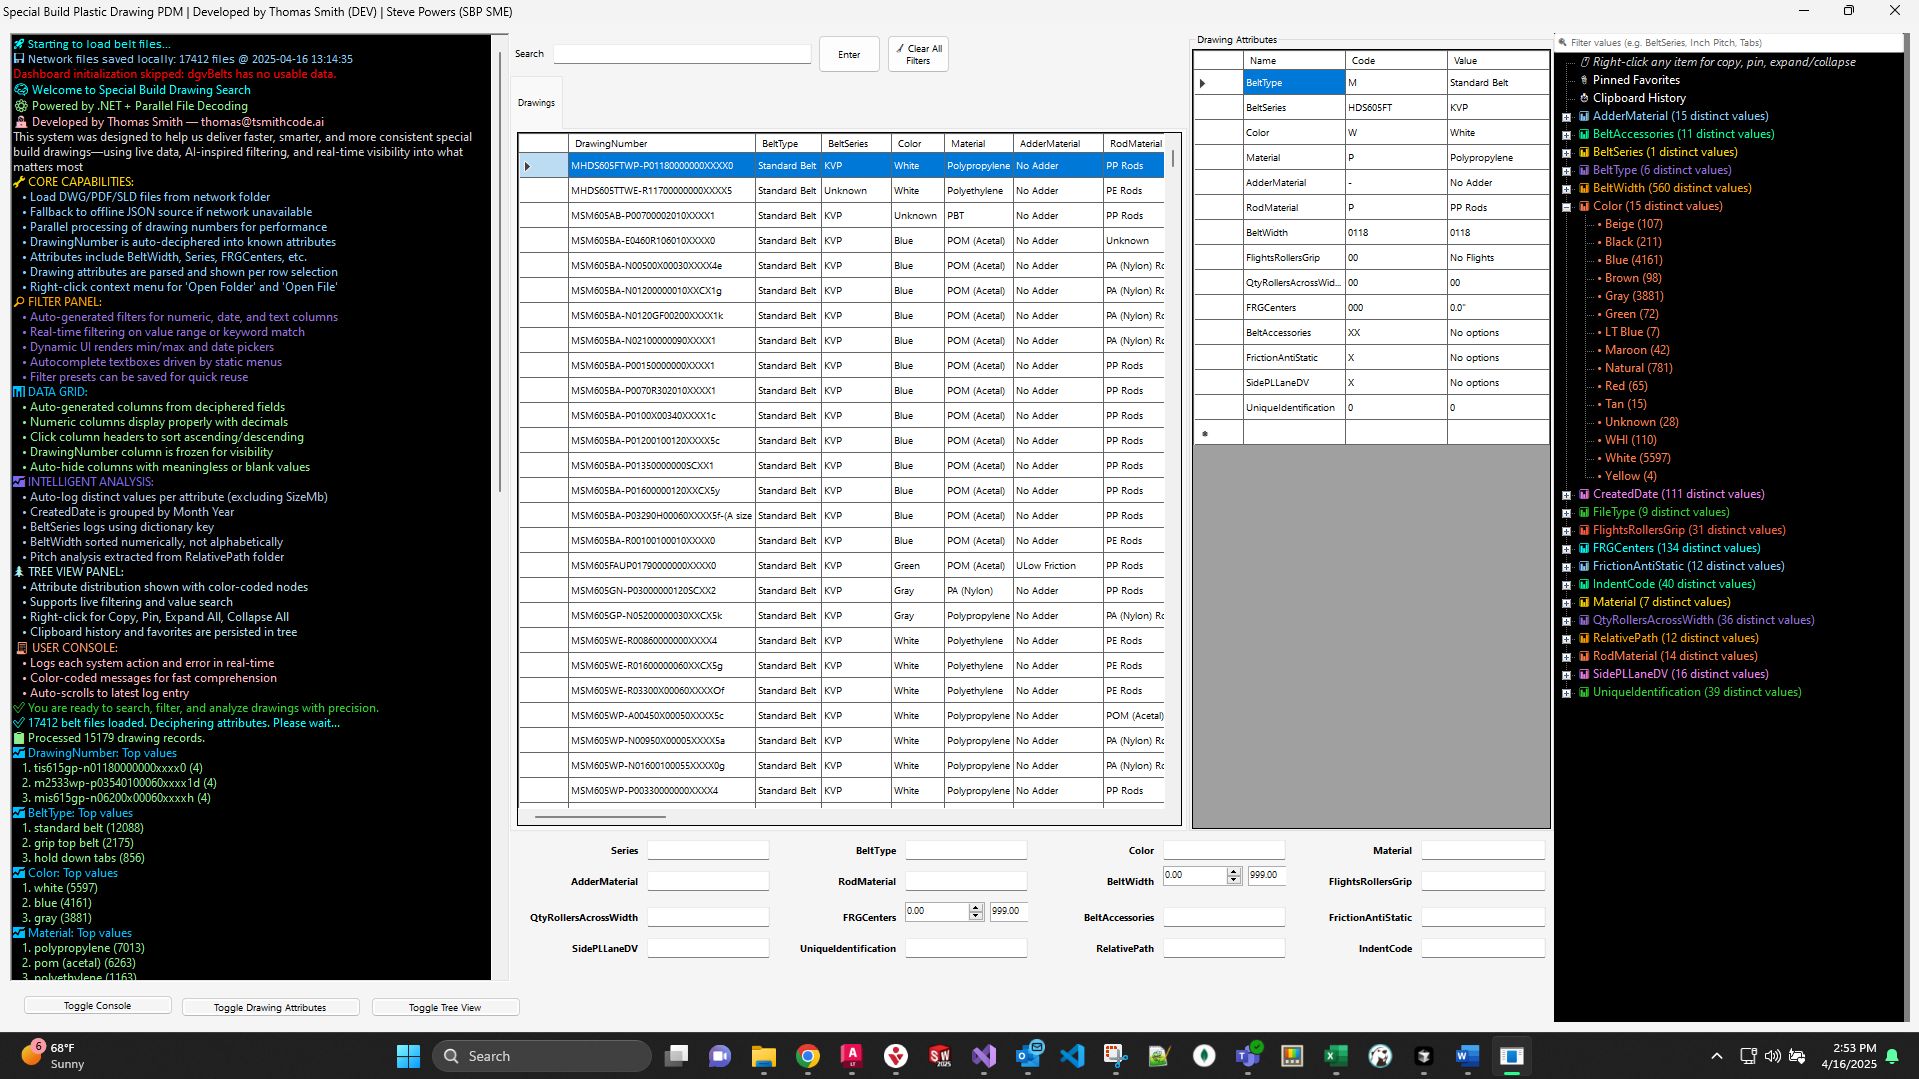 Special Build Plastic Drawing PDM | Developed by Thomas Smith (DEV) | Steve Powers (SBP SME)
Starting to load belt files...
Network files saved locally: 17412 files @ 2025-04-16 13:14:35
Dashboard initialization skipped: dgvBelts has no usable data.
Welcome to Special Build Drawing Search
Powered by .NET + Parallel File Decoding
Developed by Thomas Smith — thomas@tsmithcode.ai
This system was designed to help us deliver faster, smarter, and more consistent special
build drawings—using live data, AI-inspired filtering, and real-time visibility into what
matters most
CORE CAPABILITIES:
• Load DWG/PDF/SLD files from network folder
• Fallback to offline JSON source if network unavailable
• Parallel processing of drawing numbers for performance
• DrawingNumber is auto-deciphered into known attributes
• Attributes include BeltWidth, Series, FRGCenters, etc.
• Drawing attributes are parsed and shown per row selection
• Right-click context menu for 'Open Folder' and 'Open File'
FILTER PANEL:
• Auto-generated filters for numeric, date, and text columns
• Real-time filtering on value range or keyword match
• Dynamic UI renders min/max and date pickers
• Autocomplete textboxes driven by static menus
• Filter presets can be saved for quick reuse
DATA GRID:
• Auto-generated columns from deciphered fields
• Numeric columns display properly with decimals
• Click column headers to sort ascending/descending
• DrawingNumber column is frozen for visibility
• Auto-hide columns with meaningless or blank values
INTELLIGENT ANALYSIS:
• Auto-log distinct values per attribute (excluding SizeMb)
• CreatedDate is grouped by Month Year
• BeltSeries logs using dictionary key
• BeltWidth sorted numerically, not alphabetically
• Pitch analysis extracted from RelativePath folder
TREE VIEW PANEL:
• Attribute distribution shown with color-coded nodes
• Supports live filtering and value search
• Right-click for Copy, Pin, Expand All, Collapse All
• Clipboard history and favorites are persisted in tree
USER CONSOLE:
• Logs each system action and error in real-time
• Color-coded messages for fast comprehension
• Auto-scrolls to latest log entry
You are ready to search, filter, and analyze drawings with precision.
17412 belt files loaded. Deciphering attributes. Please wait...
Processed 15179 drawing records.
DrawingNumber: Top values
1. tis615gp-n01180000000xxxx0 (4)
2. m2533wp-p03540100060xxxx1d (4)
3. mis615gp-n06200x00060xxxxh (4)
BeltType: Top values
1. standard belt (12088)
2. grip top belt (2175)
3. hold down tabs (856)
Color: Top values
1. white (5597)
2. blue (4161)
3. gray (3881)
Material: Top values
1. polypropylene (7013)
2. pom (acetal) (6263)
3. polyethylene (1163)
Toggle Console
Toggle Drawing Attributes
Toggle Tree View
Search
Enter
Clear All
Filters
Drawings
DrawingNumber BeltType BeltSeries Color Material AdderMaterial RodMaterial
MHDS605FTWP-P01180000000XXXX0 Standard Belt KVP White Polypropylene No Adder PP Rods
MHDS605TTWE-R11700000000XXXX5 Standard Belt Unknown White Polyethylene No Adder PE Rods
MSM605AB-P00700002010XXXX1 Standard Belt KVP Unknown PBT No Adder PP Rods
MSM605BA-E0460R106010XXXX0 Standard Belt KVP Blue POM (Acetal) No Adder Unknown
MSM605BA-N00500X00030XXXX4e Standard Belt KVP Blue POM (Acetal) No Adder PA (Nylon) Rc
MSM605BA-N01200000010XXCX1g Standard Belt KVP Blue POM (Acetal) No Adder PA (Nylon) Rc
MSM605BA-N0120GF00200XXXX1k Standard Belt KVP Blue POM (Acetal) No Adder PA (Nylon) Rc
MSM605BA-N02100000090XXXX1 Standard Belt KVP Blue POM (Acetal) No Adder PA (Nylon) Rc
MSM605BA-P00150000000XXXX1 Standard Belt KVP Blue POM (Acetal) No Adder PP Rods
MSM605BA-P0070R302010XXXX1 Standard Belt KVP Blue POM (Acetal) No Adder PP Rods
MSM605BA-P0100X00340XXXX1c Standard Belt KVP Blue POM (Acetal) No Adder PP Rods
MSM605BA-P01200100120XXXX5c Standard Belt KVP Blue POM (Acetal) No Adder PP Rods
MSM605BA-P01350000000SCXX1 Standard Belt KVP Blue POM (Acetal) No Adder PP Rods
MSM605BA-P01600000120XXCX5y Standard Belt KVP Blue POM (Acetal) No Adder PP Rods
MSM605BA-P03290H00060XXXX5f-(A size Standard Belt KVP Blue POM (Acetal) No Adder PP Rods
MSM605BA-R00100100010XXXX0 Standard Belt KVP Blue POM (Acetal) No Adder PE Rods
MSM605FAUP01790000000XXXX0 Standard Belt KVP Green POM (Acetal) ULow Friction PP Rods
MSM605GN-P03000000120SCXX2 Standard Belt KVP Gray PA (Nylon) No Adder PP Rods
MSM605GP-N05200000030XXCX5k Standard Belt KVP Gray Polypropylene No Adder PA (Nylon) Rc
MSM605WE-R00860000000XXXX4 Standard Belt KVP White Polyethylene No Adder PE Rods
MSM605WE-R01600000060XXCX5g Standard Belt KVP White Polyethylene No Adder PE Rods
MSM605WE-R03300X00060XXXXOf Standard Belt KVP White Polyethylene No Adder PE Rods
MSM605WP-A00450X00050XXXX5c Standard Belt KVP White Polypropylene No Adder POM (Acetal)
MSM605WP-N00950X00005XXXX5a Standard Belt KVP White Polypropylene No Adder PA (Nylon) Rc
MSM605WP-N01600100055XXXX0g Standard Belt KVP White Polypropylene No Adder PA (Nylon) Rc
MSM605WP-P00330000000XXXX4 Standard Belt KVP White Polypropylene No Adder PP Rods
Series BeltType Color Material
AdderMaterial RodMaterial BeltWidth 0.00 999.00 FlightsRollersGrip
QtyRollersAcrossWidth FRGCenters 0.00 999.00 BeltAccessories FrictionAntiStatic
SidePLLaneDV UniqueIdentification RelativePath IndentCode
Drawing Attributes
Name Code Value
BeltType M Standard Belt
BeltSeries HDS605FT KVP
Color W White
Material P Polypropylene
AdderMaterial - No Adder
RodMaterial P PP Rods
BeltWidth 0118 0118
FlightsRollersGrip 00 No Flights
QtyRollersAcrossWid... 00 00
FRGCenters 000 0.0"
BeltAccessories XX No options
FrictionAntiStatic X No options
SidePLLaneDV X No options
UniqueIdentification 0 0
Filter values (e.g. BeltSeries, Inch Pitch, Tabs)
Right-click any item for copy, pin, expand/collapse
Pinned Favorites
Clipboard History
AdderMaterial (15 distinct values)
BeltAccessories (11 distinct values)
BeltSeries (1 distinct values)
BeltType (6 distinct values)
BeltWidth (560 distinct values)
Color (15 distinct values)
• Beige (107)
• Black (211)
• Blue (4161)
• Brown (98)
• Gray (3881)
• Green (72)
• LT Blue (7)
• Maroon (42)
• Natural (781)
• Red (65)
• Tan (15)
• Unknown (28)
• WHI (110)
• White (5597)
• Yellow (4)
CreatedDate (111 distinct values)
FileType (9 distinct values)
FlightsRollersGrip (31 distinct values)
FRGCenters (134 distinct values)
FrictionAntiStatic (12 distinct values)
IndentCode (40 distinct values)
Material (7 distinct values)
QtyRollersAcrossWidth (36 distinct values)
RelativePath (12 distinct values)
RodMaterial (14 distinct values)
SidePLLaneDV (16 distinct values)
UniqueIdentification (39 distinct values)
6
68°F
Sunny
Search
2:53 PM
4/16/2025